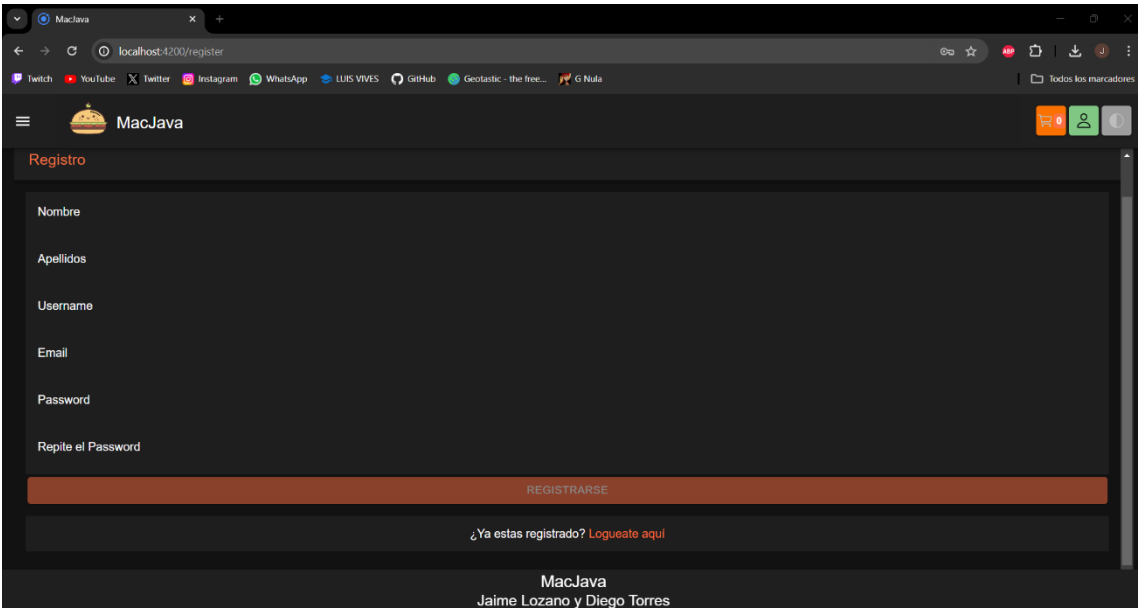 MacJava
localhost:4200/register
ABP
J
Twitch YouTube Twitter Instagram WhatsApp LUIS VIVES GitHub Geotastic - the free... G Nula Todos los marcadores
MacJava 0
Registro
Nombre
Apellidos
Username
Email
Password
Repite el Password
REGISTRARSE
¿Ya estas registrado? Logueate aquí
MacJava
Jaime Lozano y Diego Torres